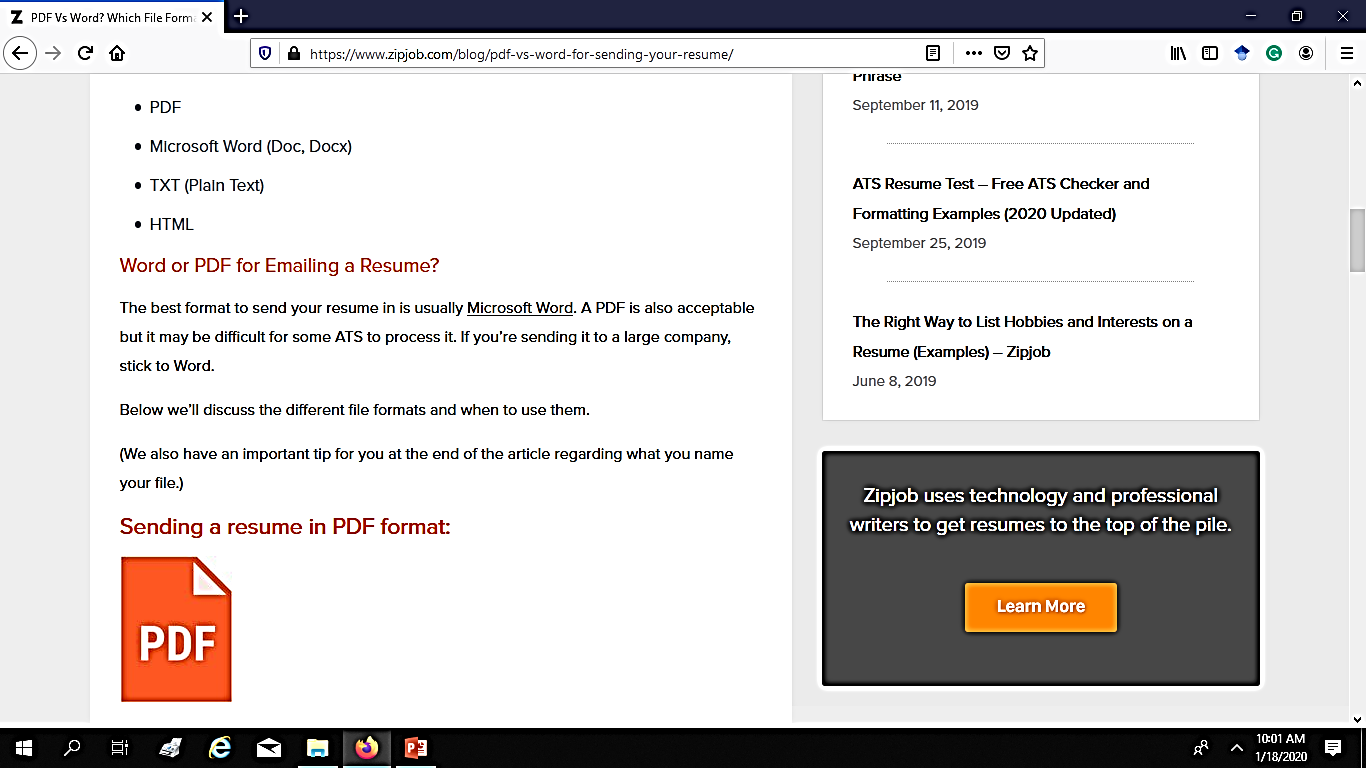 PDF Vs Word? Which File Form
https://www.zipjob.com/blog/pdf-vs-word-for-sending-your-resume/
• PDF
• Microsoft Word (Doc, Docx)
• TXT (Plain Text)
• HTML
Word or PDF for Emailing a Resume?
The best format to send your resume in is usually Microsoft Word. A PDF is also acceptable
but it may be difficult for some ATS to process it. If you're sending it to a large company,
stick to Word.
Below we'll discuss the different file formats and when to use them.
(We also have an important tip for you at the end of the article regarding what you name
your file.)
Sending a resume in PDF format:
PDF
Phrase
September 11, 2019
ATS Resume Test – Free ATS Checker and
Formatting Examples (2020 Updated)
September 25, 2019
The Right Way to List Hobbies and Interests on a
Resume (Examples) – Zipjob
June 8, 2019
Zipjob uses technology and professional
writers to get resumes to the top of the pile.
Learn More
10:01 AM
1/18/2020